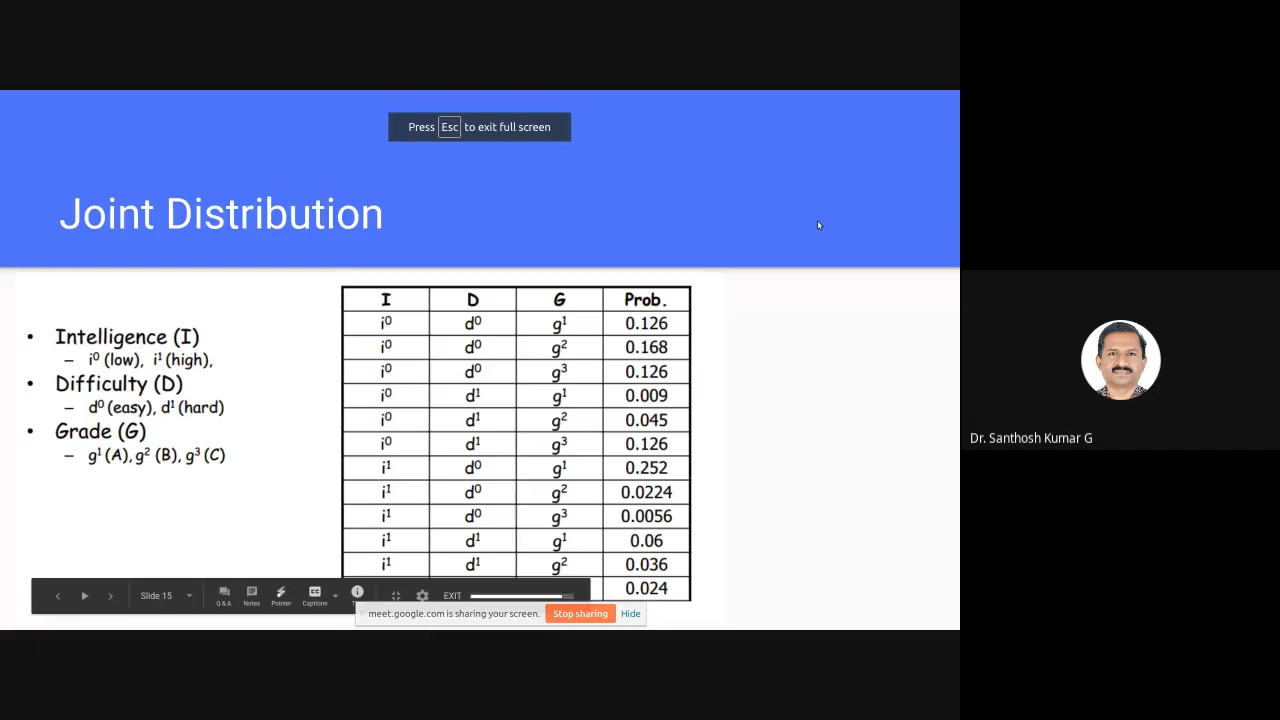 Press Esc to exit full screen
Joint Distribution
• Intelligence (I)
– i⁰ (low), i¹ (high),
• Difficulty (D)
– d⁰ (easy), d¹ (hard)
• Grade (G)
– g¹ (A), g² (B), g³ (C)
I D G Prob.
i⁰ d⁰ g¹ 0.126
i⁰ d⁰ g² 0.168
i⁰ d⁰ g³ 0.126
i⁰ d¹ g¹ 0.009
i⁰ d¹ g² 0.045
i⁰ d¹ g³ 0.126
i¹ d⁰ g¹ 0.252
i¹ d⁰ g² 0.0224
i¹ d⁰ g³ 0.0056
i¹ d¹ g¹ 0.06
i¹ d¹ g² 0.036
0.024
Slide 15 Q & A Notes Pointer Captions EXIT
meet.google.com is sharing your screen. Stop sharing Hide
Dr. Santhosh Kumar G